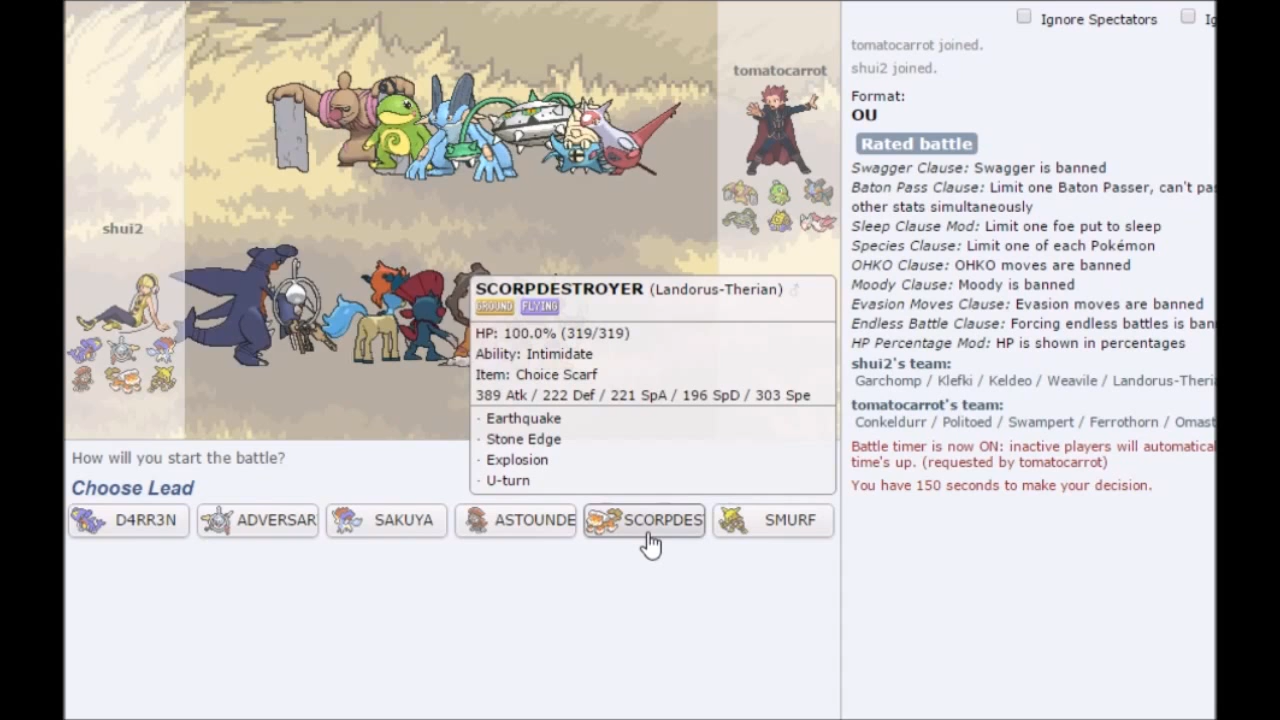 Ignore Spectators
tomatocarrot joined.
shui2 joined.
Format:
OU
Rated battle
Swagger Clause: Swagger is banned
Baton Pass Clause: Limit one Baton Passer, can't pa
other stats simultaneously
Sleep Clause Mod: Limit one foe put to sleep
Species Clause: Limit one of each Pokémon
OHKO Clause: OHKO moves are banned
Moody Clause: Moody is banned
Evasion Moves Clause: Evasion moves are banned
Endless Battle Clause: Forcing endless battles is ban
HP Percentage Mod: HP is shown in percentages
shui2's team:
Garchomp / Klefki / Keldeo / Weavile / Landorus-Theri
tomatocarrot's team:
Conkeldurr / Politoed / Swampert / Ferrothorn / Omast
Battle timer is now ON: inactive players will automatica
time's up. (requested by tomatocarrot)
You have 150 seconds to make your decision.
tomatocarrot
shui2
SCORPDESTROYER (Landorus-Therian) ♂
GROUND FLYING
HP: 100.0% (319/319)
Ability: Intimidate
Item: Choice Scarf
389 Atk / 222 Def / 221 SpA / 196 SpD / 303 Spe
· Earthquake
· Stone Edge
· Explosion
· U-turn
How will you start the battle?
Choose Lead
D4RR3N
ADVERSAR
SAKUYA
ASTOUNDE
SCORPDES
SMURF